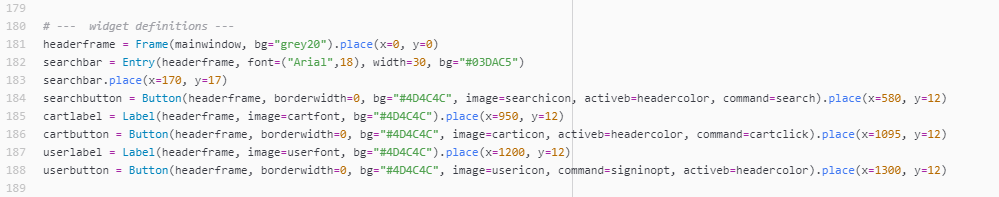 179
180 # ---  widget definitions ---
181 headerframe = Frame(mainwindow, bg="grey20").place(x=0, y=0)
182 searchbar = Entry(headerframe, font=("Arial",18), width=30, bg="#03DAC5")
183 searchbar.place(x=170, y=17)
184 searchbutton = Button(headerframe, borderwidth=0, bg="#4D4C4C", image=searchicon, activeb=headercolor, command=search).place(x=580, y=12)
185 cartlabel = Label(headerframe, image=cartfont, bg="#4D4C4C").place(x=950, y=12)
186 cartbutton = Button(headerframe, borderwidth=0, bg="#4D4C4C", image=carticon, activeb=headercolor, command=cartclick).place(x=1095, y=12)
187 userlabel = Label(headerframe, image=userfont, bg="#4D4C4C").place(x=1200, y=12)
188 userbutton = Button(headerframe, borderwidth=0, bg="#4D4C4C", image=usericon, command=signinopt, activeb=headercolor).place(x=1300, y=12)
189